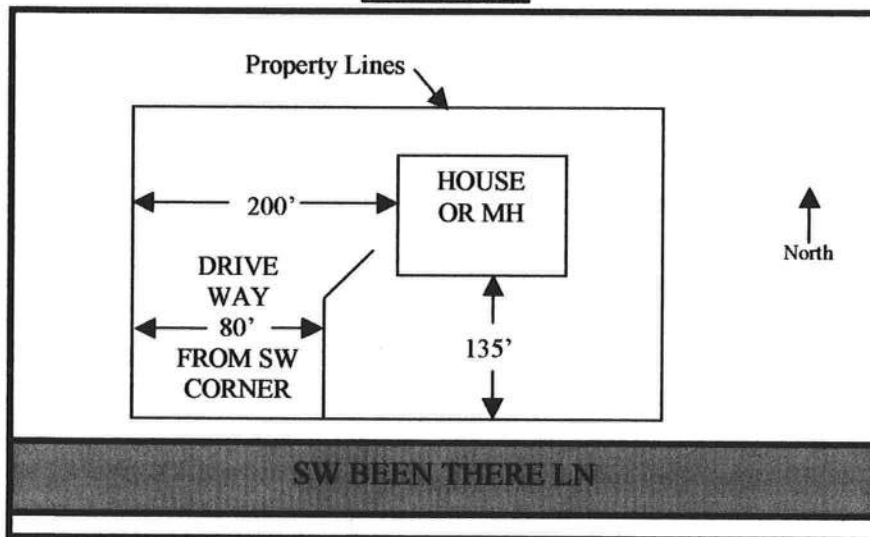 Property Lines
HOUSE
OR MH
200’
North
DRIVE
WAY
80’
FROM SW
CORNER
135’
SW BEEN THERE LN